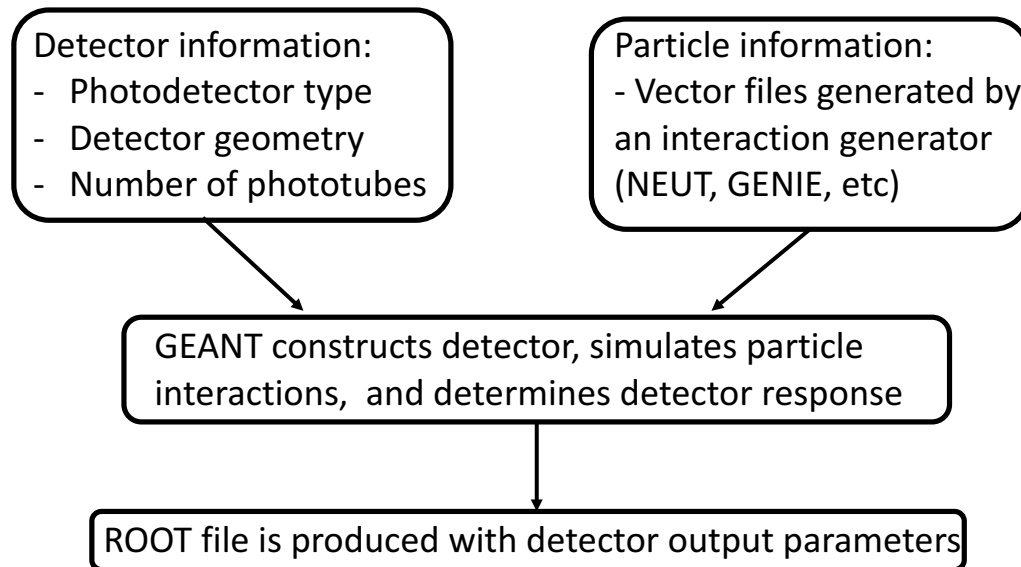 Detector information:
- Photodetector type
- Detector geometry
- Number of phototubes
Particle information:
- Vector files generated by
an interaction generator
(NEUT, GENIE, etc)
GEANT constructs detector, simulates particle
interactions, and determines detector response
ROOT file is produced with detector output parameters